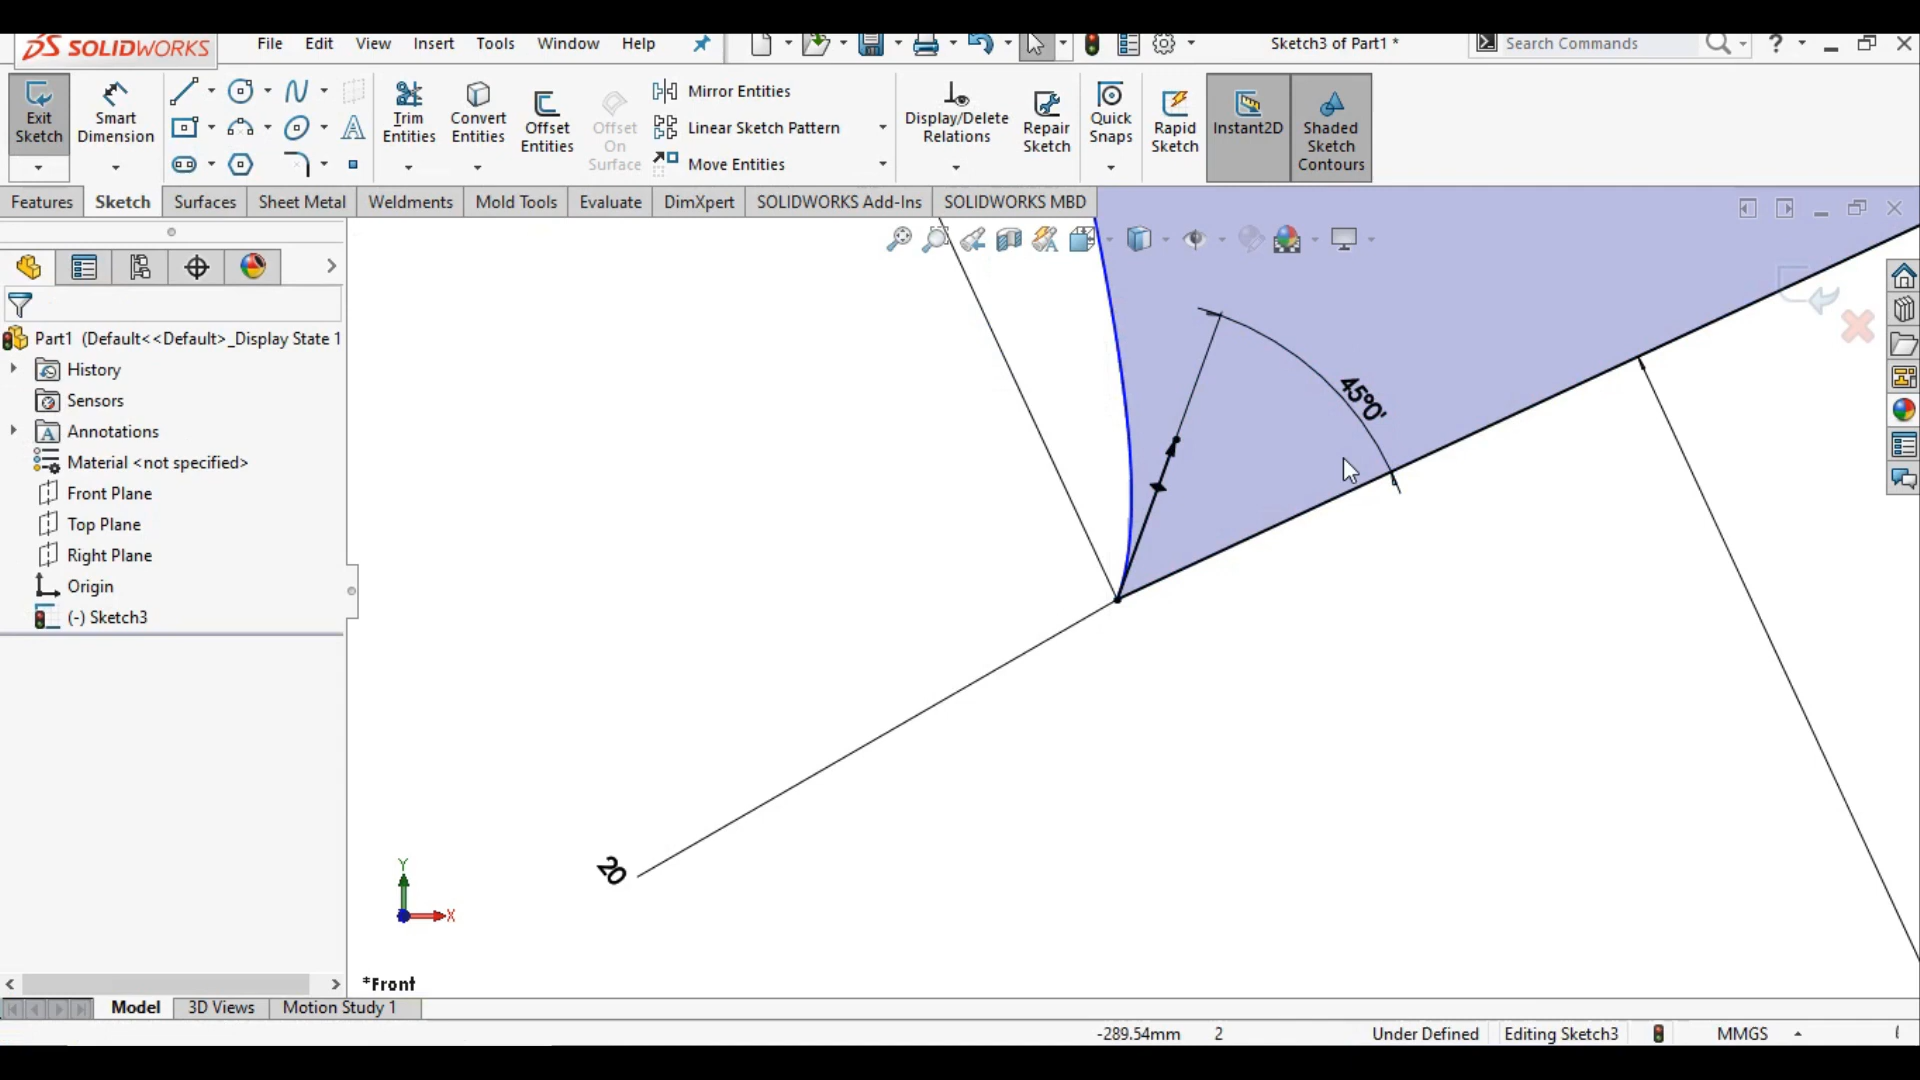 SOLIDWORKS File Edit View Insert Tools Window Help Sketch3 of Part1 * Search Commands ?
Exit Sketch
Smart Dimension
Trim Entities
Convert Entities
Offset Entities
Offset On Surface
Mirror Entities
Linear Sketch Pattern
Move Entities
Display/Delete Relations
Repair Sketch
Quick Snaps
Rapid Sketch
Instant2D
Shaded Sketch Contours
Features Sketch Surfaces Sheet Metal Weldments Mold Tools Evaluate DimXpert SOLIDWORKS Add-Ins SOLIDWORKS MBD
Part1 (Default<<Default>_Display State 1
History
Sensors
Annotations
Material <not specified>
Front Plane
Top Plane
Right Plane
Origin
(-) Sketch3
45°0'
20
Y
X
*Front
Model 3D Views Motion Study 1
-289.54mm 2 Under Defined Editing Sketch3 MMGS